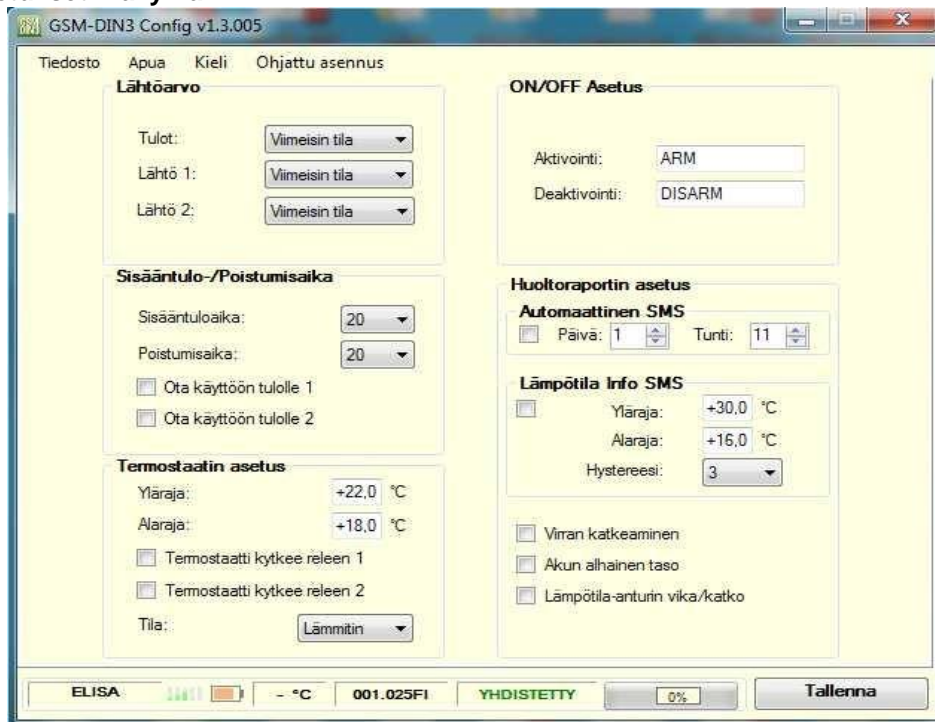 GSM-DIN3 Config v1.3.005
Tiedosto Apua Kieli Ohjattu asennus
Lähtöarvo
Tulot: Viimeisin tila
Lähtö 1: Viimeisin tila
Lähtö 2: Viimeisin tila
Sisääntulo-/Poistumisaika
Sisääntuloaika: 20
Poistumisaika: 20
Ota käyttöön tulolle 1
Ota käyttöön tulolle 2
Termostaatin asetus
Yläraja: +22,0 °C
Alaraja: +18,0 °C
Termostaatti kytkee releen 1
Termostaatti kytkee releen 2
Tila: Lämmitin
ON/OFF Asetus
Aktivointi: ARM
Deaktivointi: DISARM
Huoltoraportin asetus
Automaattinen SMS
Päivä: 1 Tunti: 11
Lämpötila Info SMS
Yläraja: +30,0 °C
Alaraja: +16,0 °C
Hystereesi: 3
Virran katkeaminen
Akun alhainen taso
Lämpötila-anturin vika/katko
ELISA - °C 001.025FI YHDISTETTY 0% Tallenna